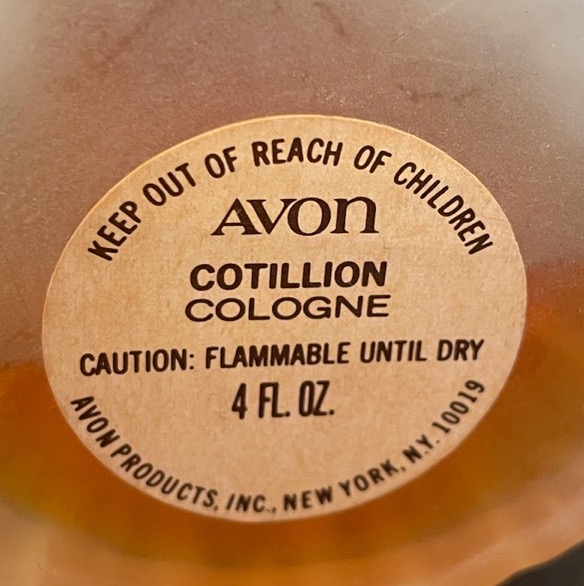 KEEP OUT OF REACH OF CHILDREN
AVON
COTILLION
COLOGNE
CAUTION: FLAMMABLE UNTIL DRY
4 FL. OZ.
AVON PRODUCTS, INC., NEW YORK, N.Y. 10019